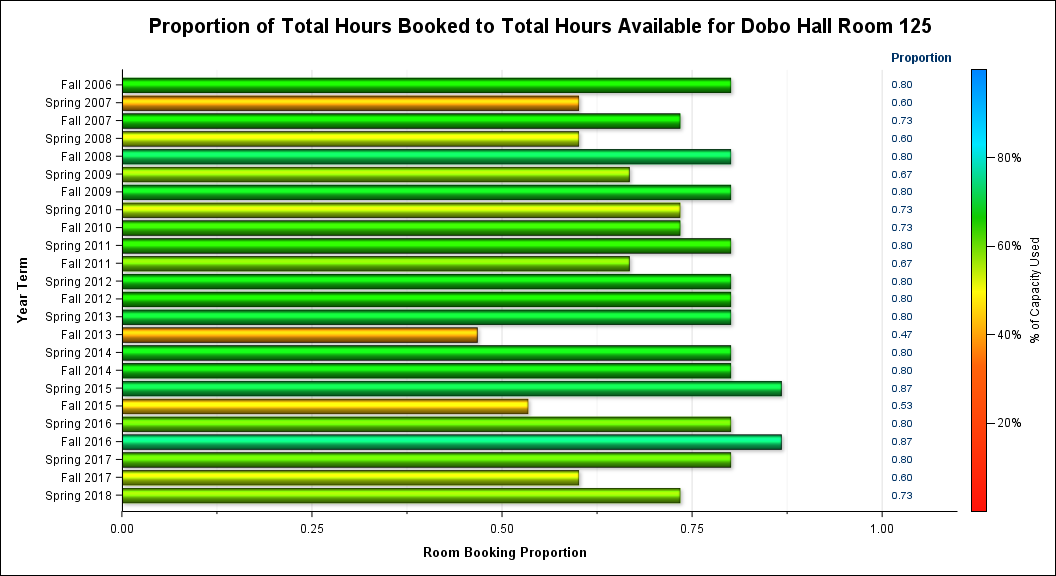 Proportion of Total Hours Booked to Total Hours Available for Dobo Hall Room 125
Proportion
Fall 2006 0.80
Spring 2007 0.60
Fall 2007 0.73
Spring 2008 0.60
Fall 2008 0.80
Spring 2009 0.67
Fall 2009 0.80
Spring 2010 0.73
Fall 2010 0.73
Spring 2011 0.80
Fall 2011 0.67
Spring 2012 0.80
Fall 2012 0.80
Spring 2013 0.80
Fall 2013 0.47
Spring 2014 0.80
Fall 2014 0.80
Spring 2015 0.87
Fall 2015 0.53
Spring 2016 0.80
Fall 2016 0.87
Spring 2017 0.80
Fall 2017 0.60
Spring 2018 0.73
Year Term
0.00 0.25 0.50 0.75 1.00
Room Booking Proportion
80%
60%
40%
20%
% of Capacity Used